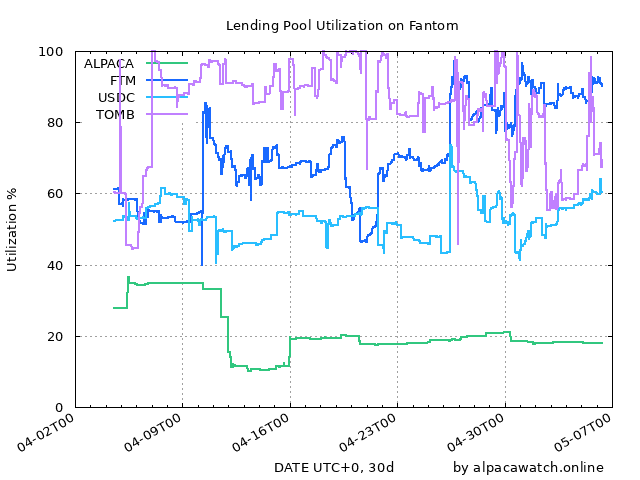 Lending Pool Utilization on Fantom
100
80
60
40
20
0
Utilization %
ALPACA
FTM
USDC
TOMB
04-02T00
04-09T00
04-16T00
04-23T00
04-30T00
05-07T00
DATE UTC+0, 30d
by alpacawatch.online